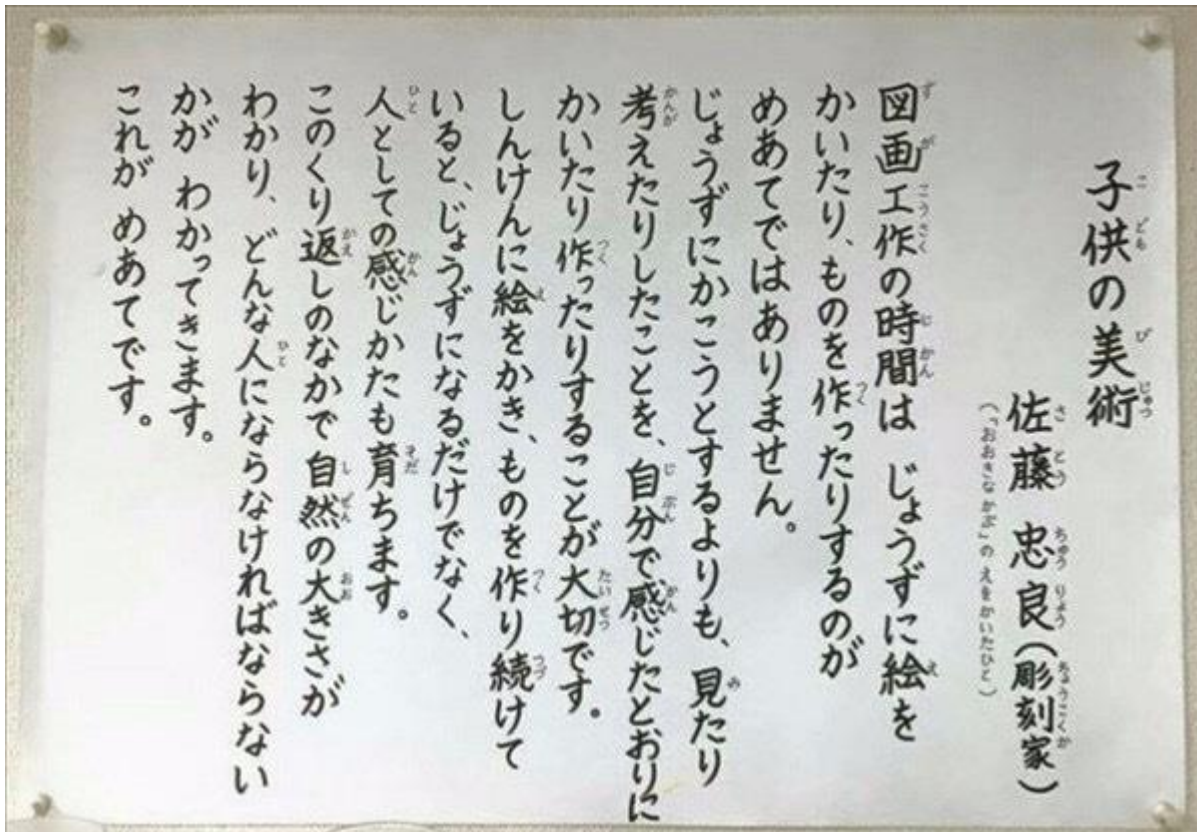 子供の美術
佐藤 忠良(彫刻家)
(「おおきなかぶ」のえをかいたひと)
図画工作の時間は じょうずに絵を
かいたり、ものを作ったりするのが
めあてではありません。
じょうずにかこうとするよりも、見たり
考えたりしたことを、自分で感じたとおりに
かいたり作ったりすることが大切です。
しんけんに絵をかき、ものを作り続けて
いると、じょうずになるだけでなく、
人としての感じかたも育ちます。
このくり返しのなかで 自然の大きさが
わかり、どんな人にならなければならない
かが わかってきます。
これが めあてです。